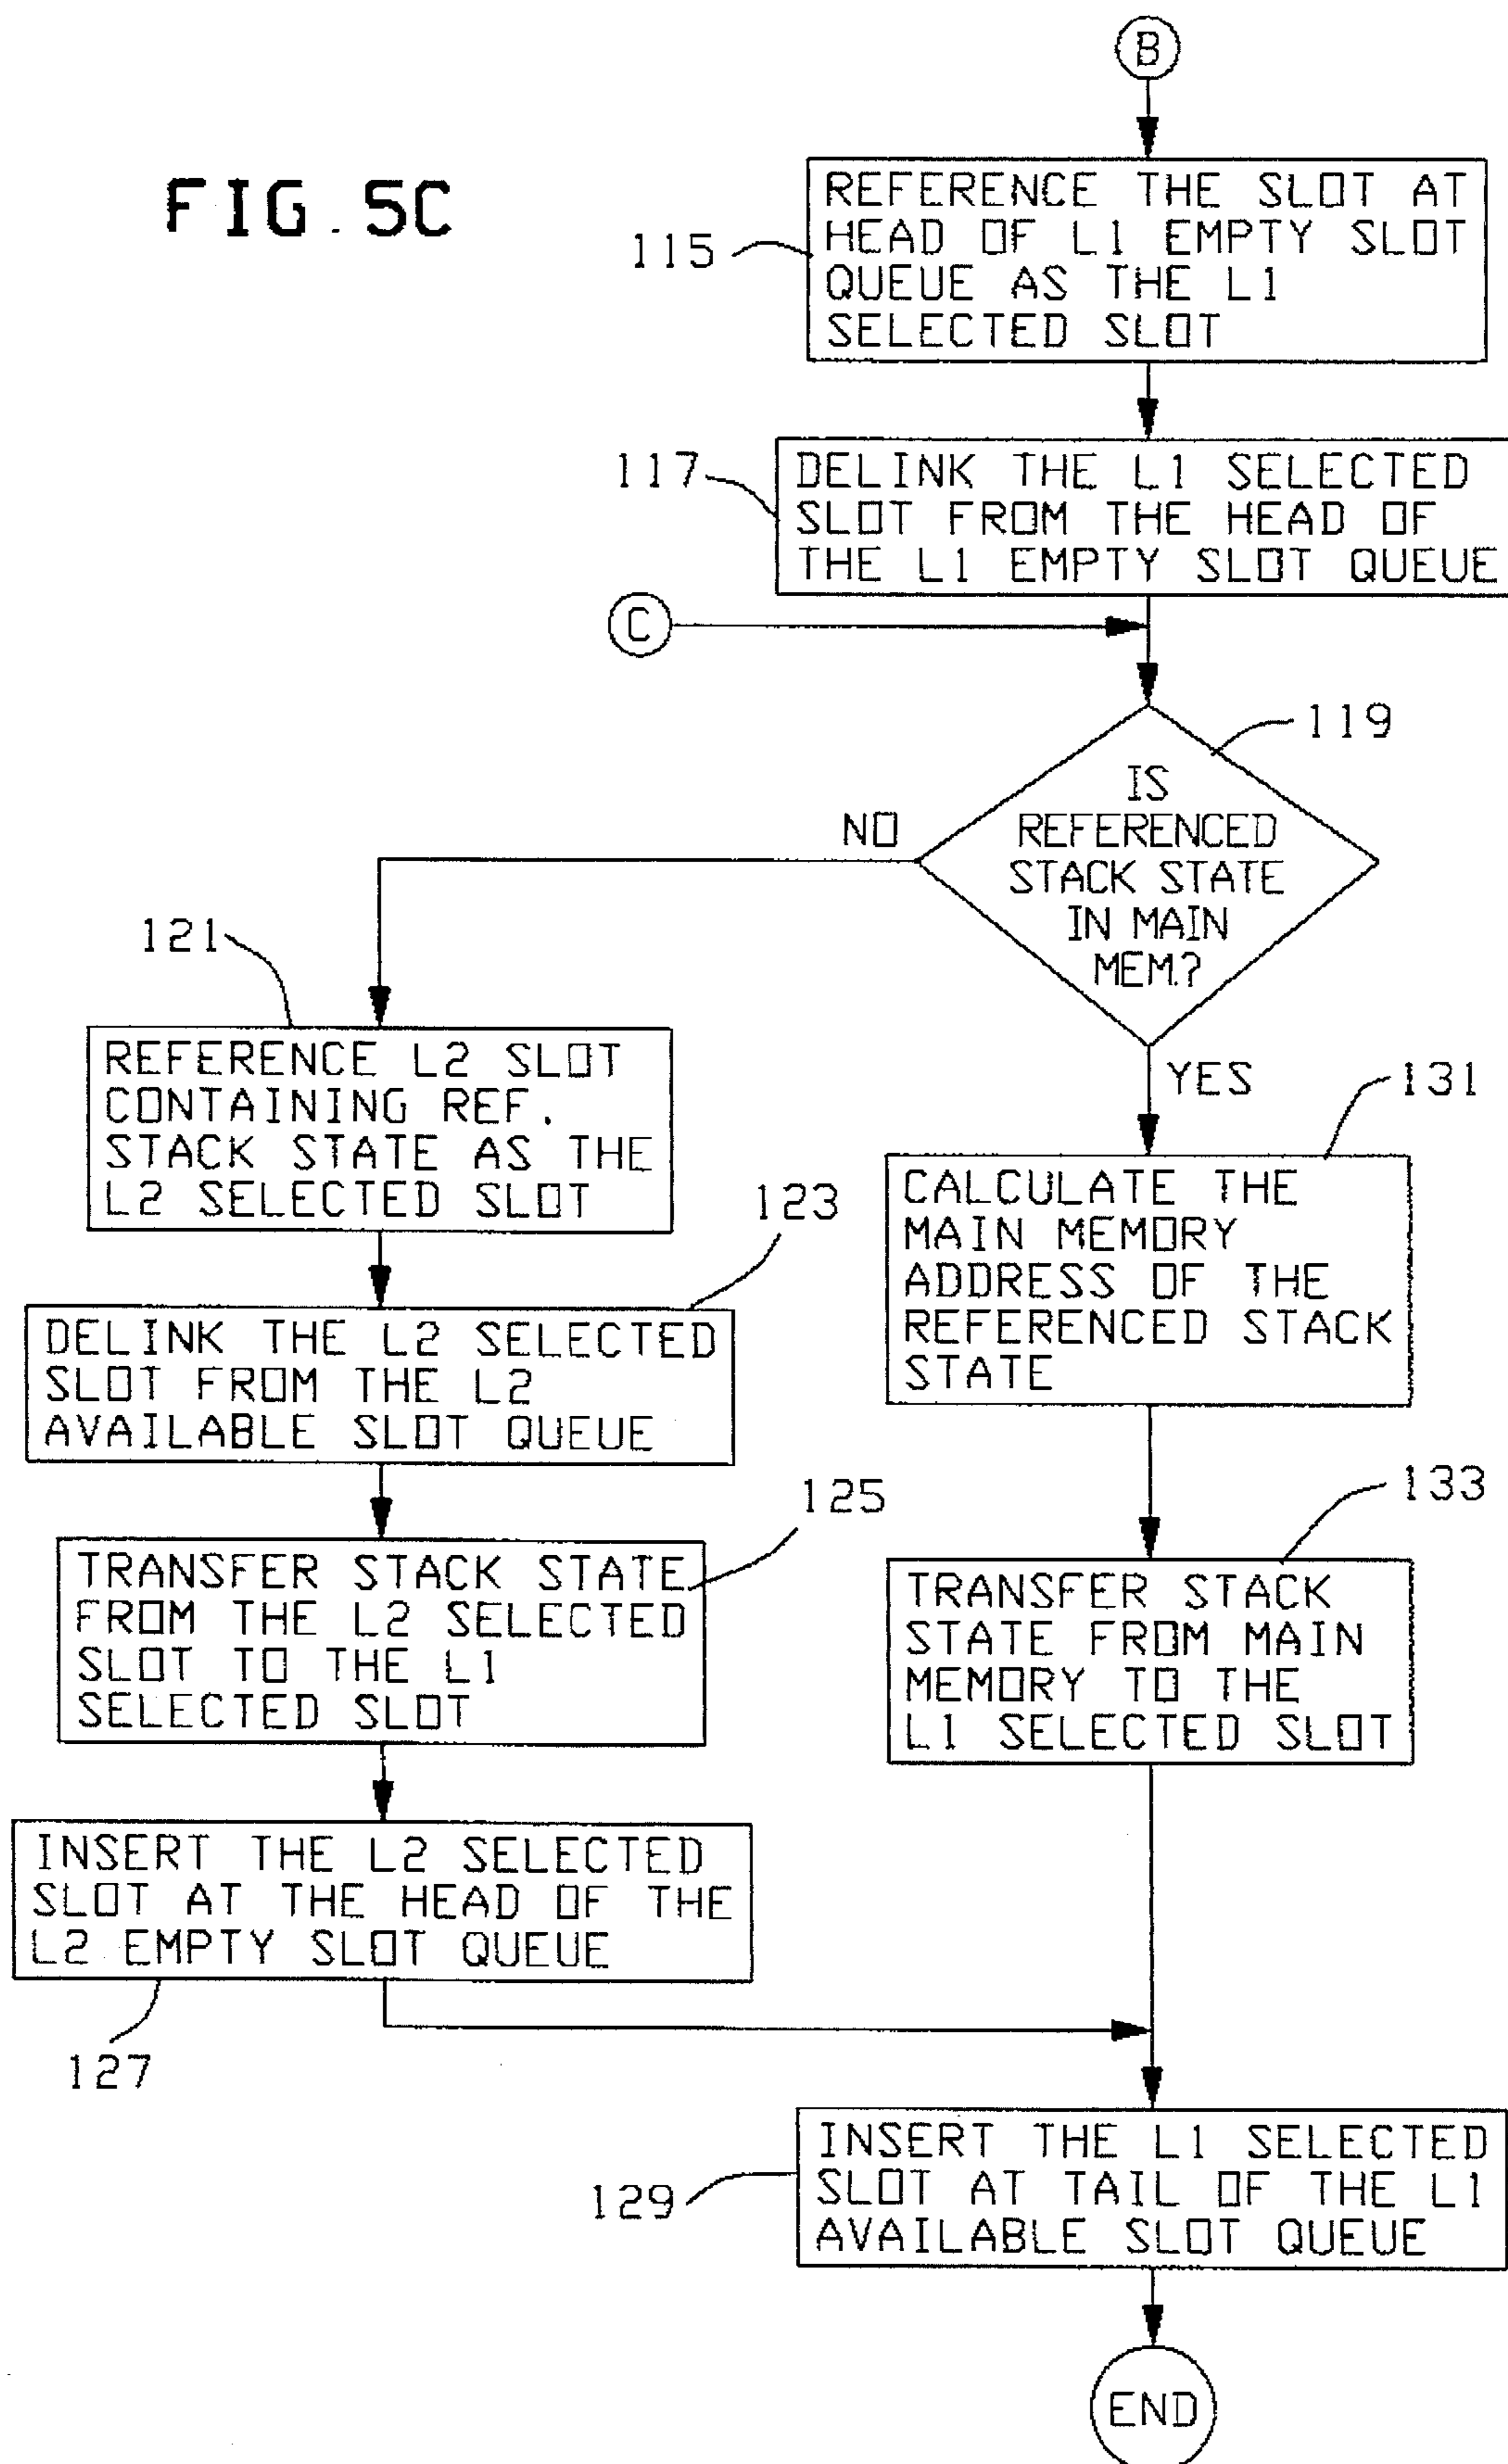 B
FIG. 5C
115
REFERENCE THE SLOT AT
HEAD OF L1 EMPTY SLOT
QUEUE AS THE L1
SELECTED SLOT
117
DELINK THE L1 SELECTED
SLOT FROM THE HEAD OF
THE L1 EMPTY SLOT QUEUE
C
119
IS
REFERENCED
STACK STATE
IN MAIN
MEM.?
NO
YES
121
REFERENCE L2 SLOT
CONTAINING REF.
STACK STATE AS THE
L2 SELECTED SLOT
131
CALCULATE THE
MAIN MEMORY
ADDRESS OF THE
REFERENCED STACK
STATE
123
DELINK THE L2 SELECTED
SLOT FROM THE L2
AVAILABLE SLOT QUEUE
125
TRANSFER STACK STATE
FROM THE L2 SELECTED
SLOT TO THE L1
SELECTED SLOT
133
TRANSFER STACK
STATE FROM MAIN
MEMORY TO THE
L1 SELECTED SLOT
INSERT THE L2 SELECTED
SLOT AT THE HEAD OF THE
L2 EMPTY SLOT QUEUE
127
129
INSERT THE L1 SELECTED
SLOT AT TAIL OF THE L1
AVAILABLE SLOT QUEUE
END